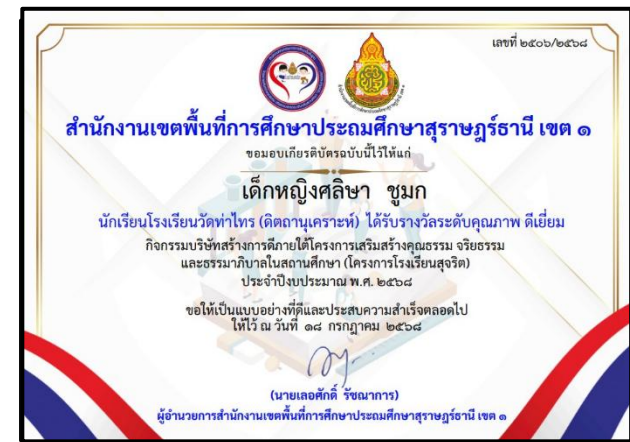 เลขที่ ๒๕๐๖/๒๕๖๘
สำนักงานเขตพื้นที่การศึกษาประถมศึกษาสุราษฎร์ธานี เขต ๑
ขอมอบเกียรติบัตรฉบับนี้ไว้ให้แก่
เด็กหญิงศลิษา ชูมก
นักเรียนโรงเรียนวัดท่าไทร (ดิตถานุเคราะห์) ได้รับรางวัลระดับคุณภาพ ดีเยี่ยม
กิจกรรมบริษัทสร้างการดีภายใต้โครงการเสริมสร้างคุณธรรม จริยธรรม
และธรรมาภิบาลในสถานศึกษา (โครงการโรงเรียนสุจริต)
ประจำปีงบประมาณ พ.ศ. ๒๕๖๘
ขอให้เป็นแบบอย่างที่ดีและประสบความสำเร็จตลอดไป
ให้ไว้ ณ วันที่ ๑๘ กรกฎาคม ๒๕๖๘
(นายเลอศักดิ์ รัชณาการ)
ผู้อำนวยการสำนักงานเขตพื้นที่การศึกษาประถมศึกษาสุราษฎร์ธานี เขต ๑